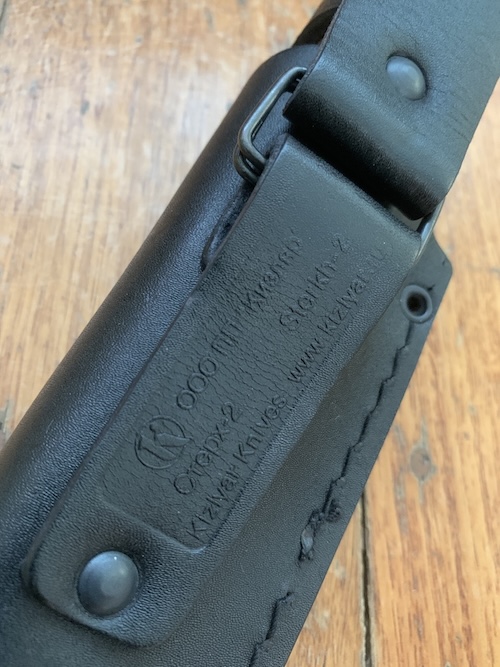 ООО ПП "Кизляр"
Стерх-2 Sterkh-2
Kizlyar Knives www.kizlyar.ru